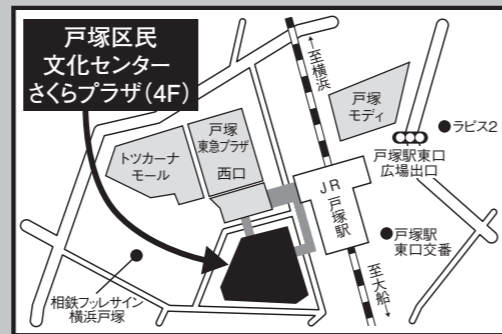 戸塚区民
文化センター
さくらプラザ(4F)
←至横浜
戸塚
モディ
ラピス2
戸塚
東急プラザ
西口
トツカーナ
モール
戸塚駅東口
広場出口
JR戸塚駅
戸塚駅
東口交番
相鉄フレッサイン
横浜戸塚
至大船→